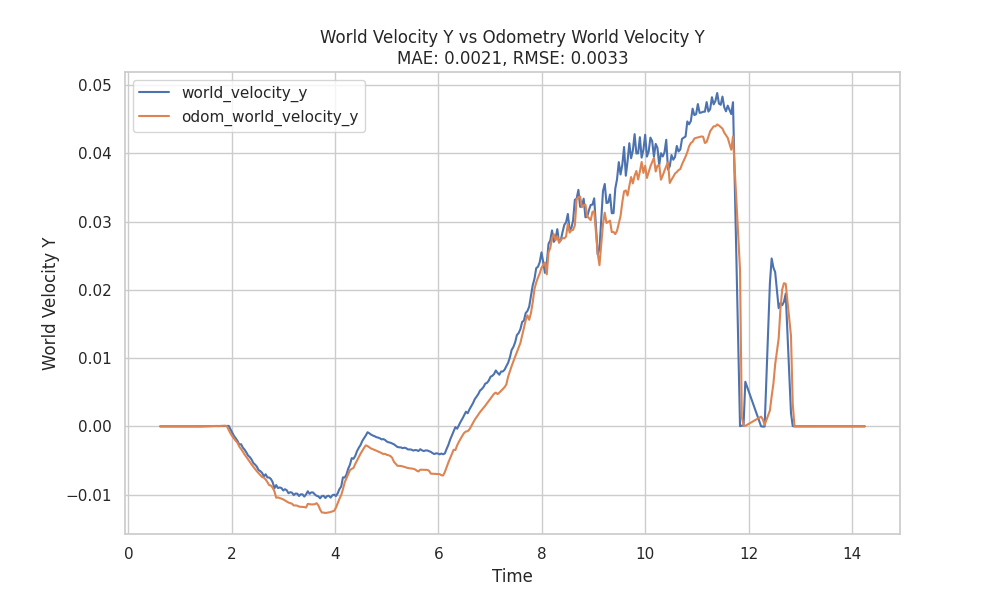 World Velocity Y vs Odometry World Velocity Y
MAE: 0.0021, RMSE: 0.0033
world_velocity_y
odom_world_velocity_y
World Velocity Y
0.05
0.04
0.03
0.02
0.01
0.00
−0.01
0 2 4 6 8 10 12 14
Time